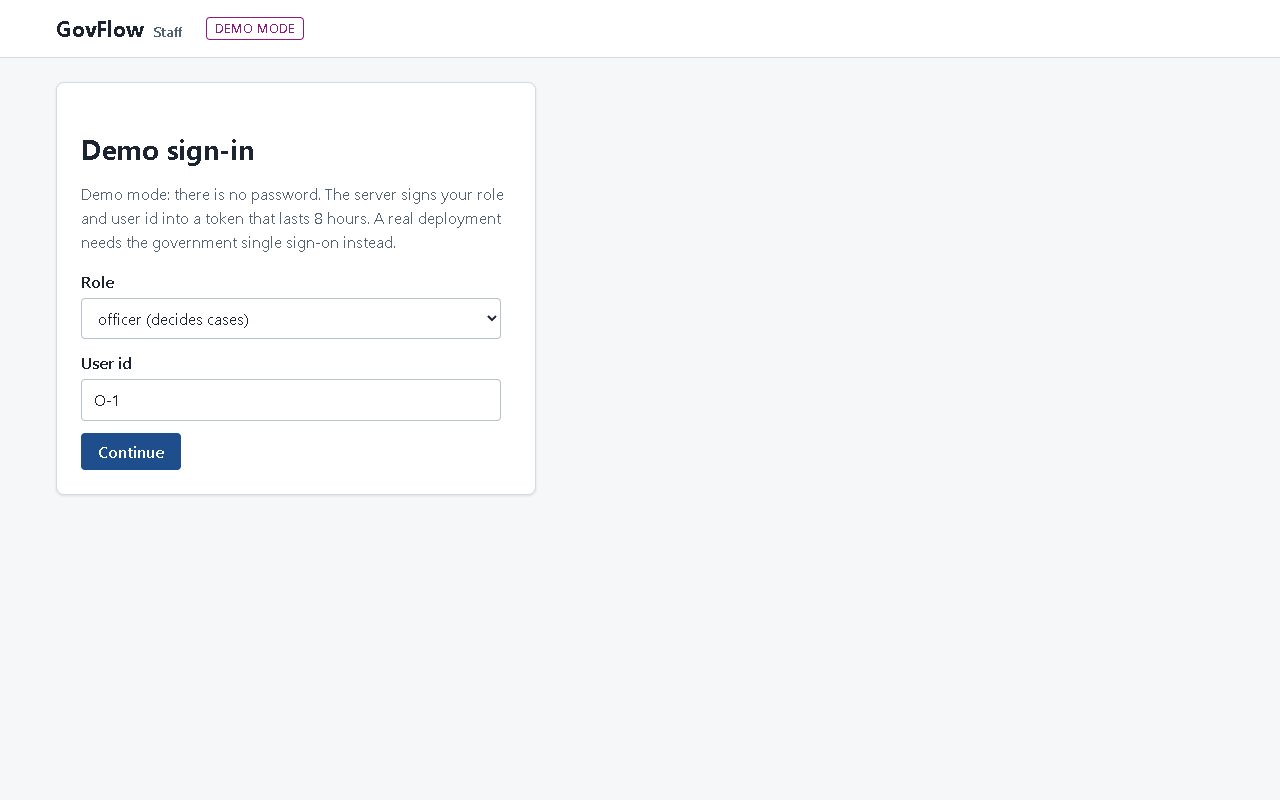 GovFlow Staff DEMO MODE
Demo sign-in
Demo mode: there is no password. The server signs your role
and user id into a token that lasts 8 hours. A real deployment
needs the government single sign-on instead.
Role
officer (decides cases)
User id
O-1
Continue